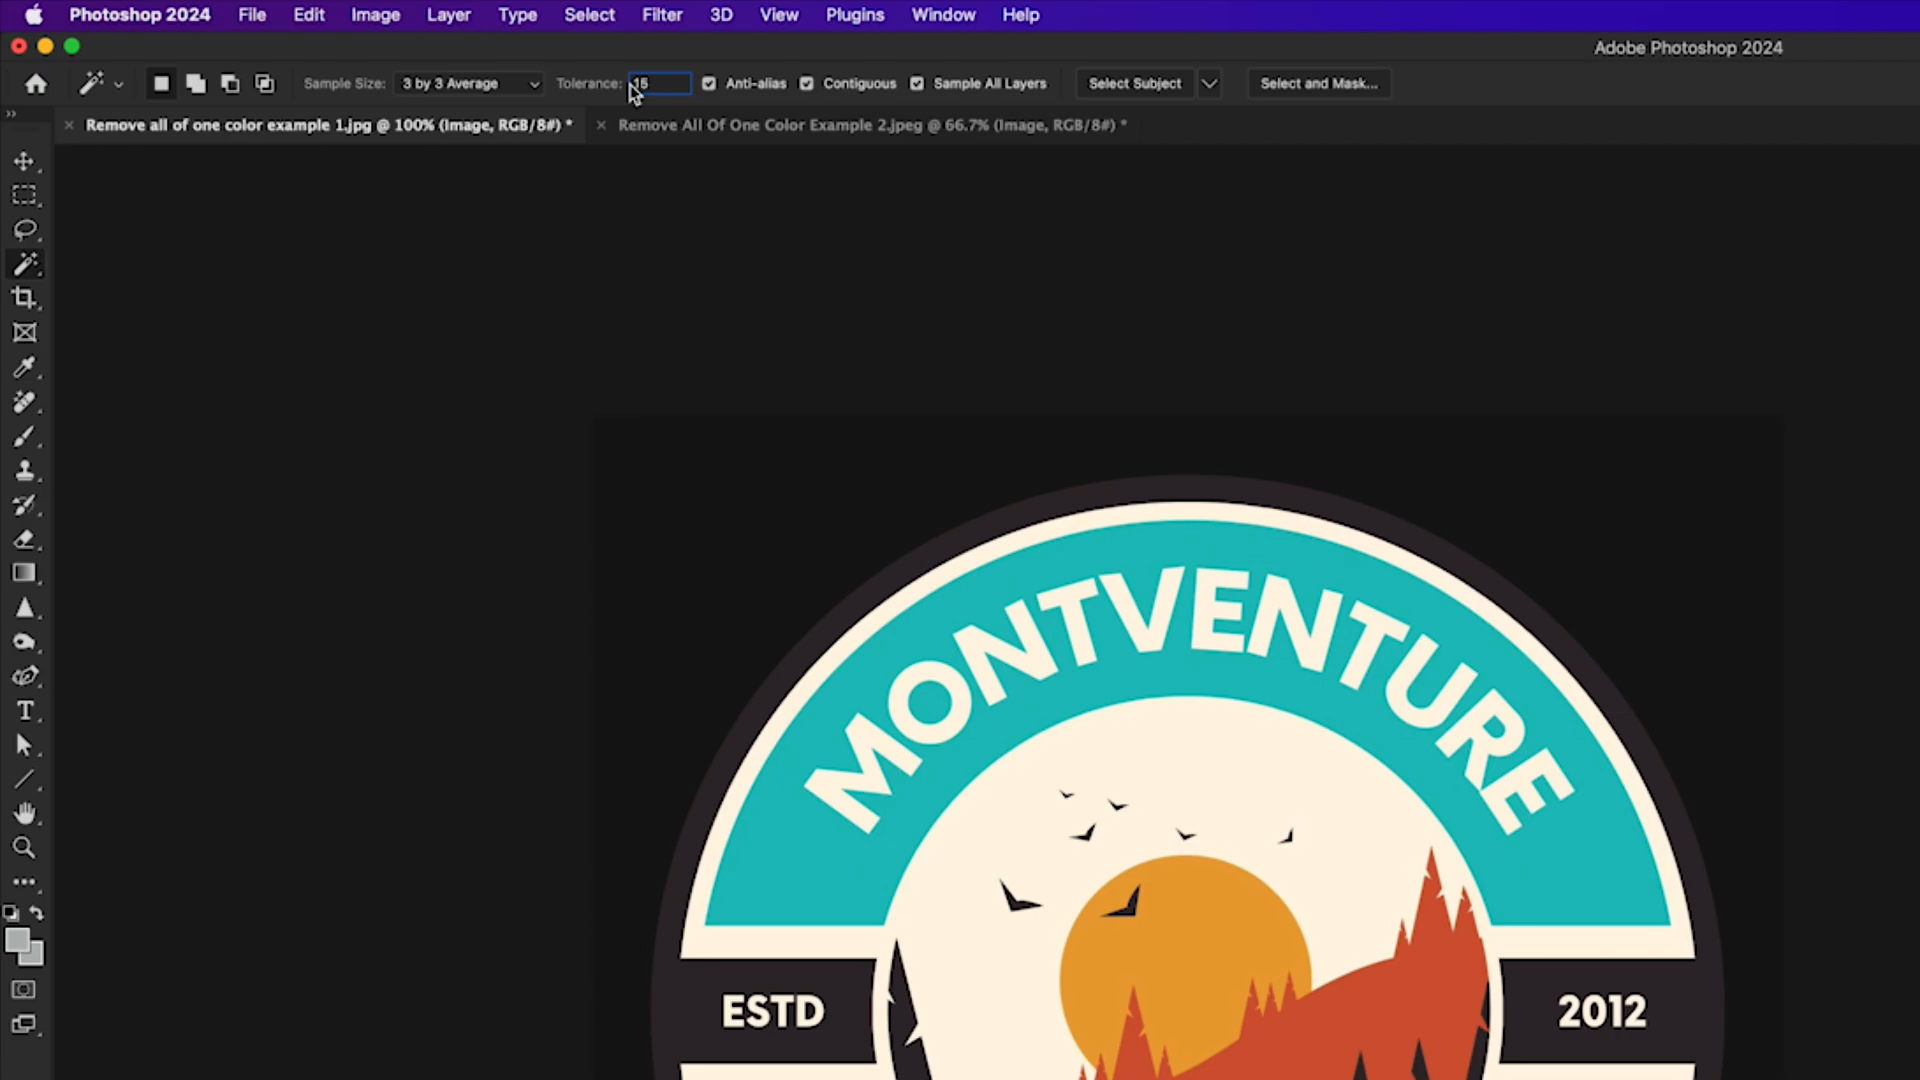 Photoshop 2024 File Edit Image Layer Type Select Filter 3D View Plugins Window Help
Adobe Photoshop 2024
Sample Size: 3 by 3 Average Tolerance: 15 Anti-alias Contiguous Sample All Layers Select Subject Select and Mask...
Remove all of one color example 1.jpg @ 100% (Image, RGB/8#) * Remove All Of One Color Example 2.jpeg @ 66.7% (Image, RGB/8#) *
MONTVENTURE
ESTD 2012